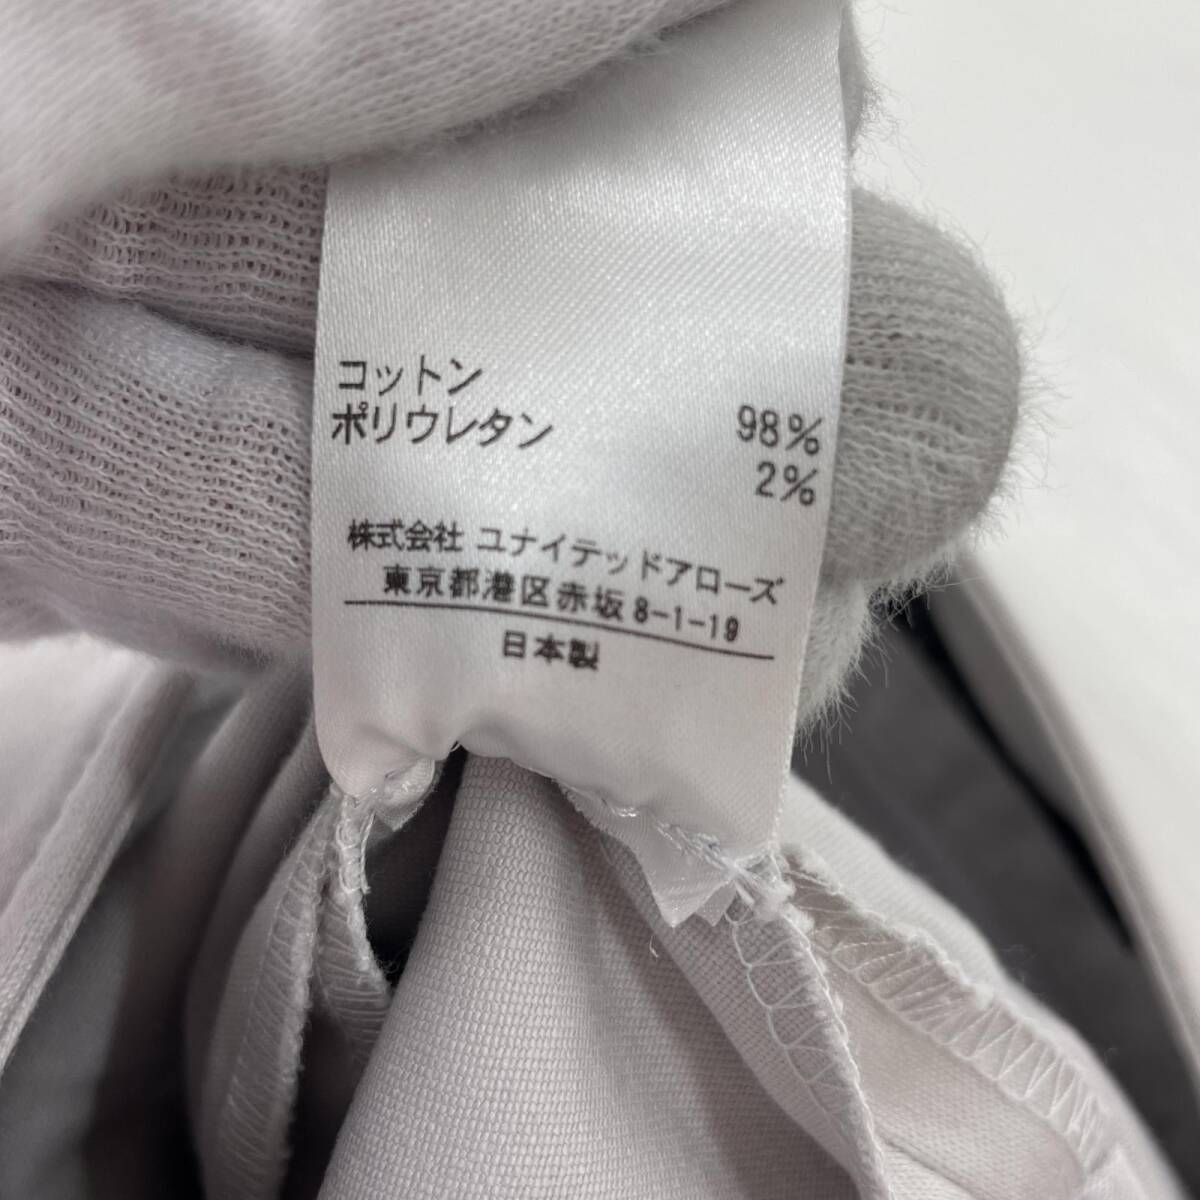 コットン 98%
ポリウレタン 2%
株式会社 ユナイテッドアローズ
東京都港区赤坂8-1-19
日本製